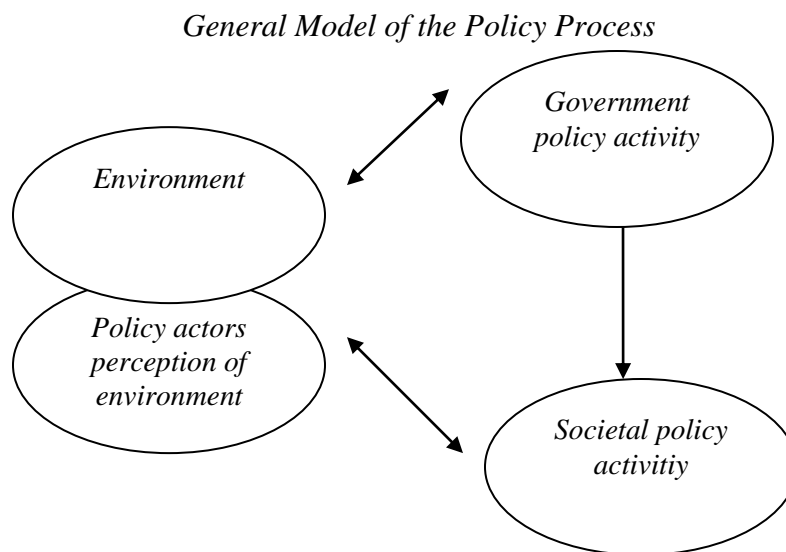 General Model of the Policy Process
Government
policy activity
Environment
Policy actors
perception of
environment
Societal policy
activitiy